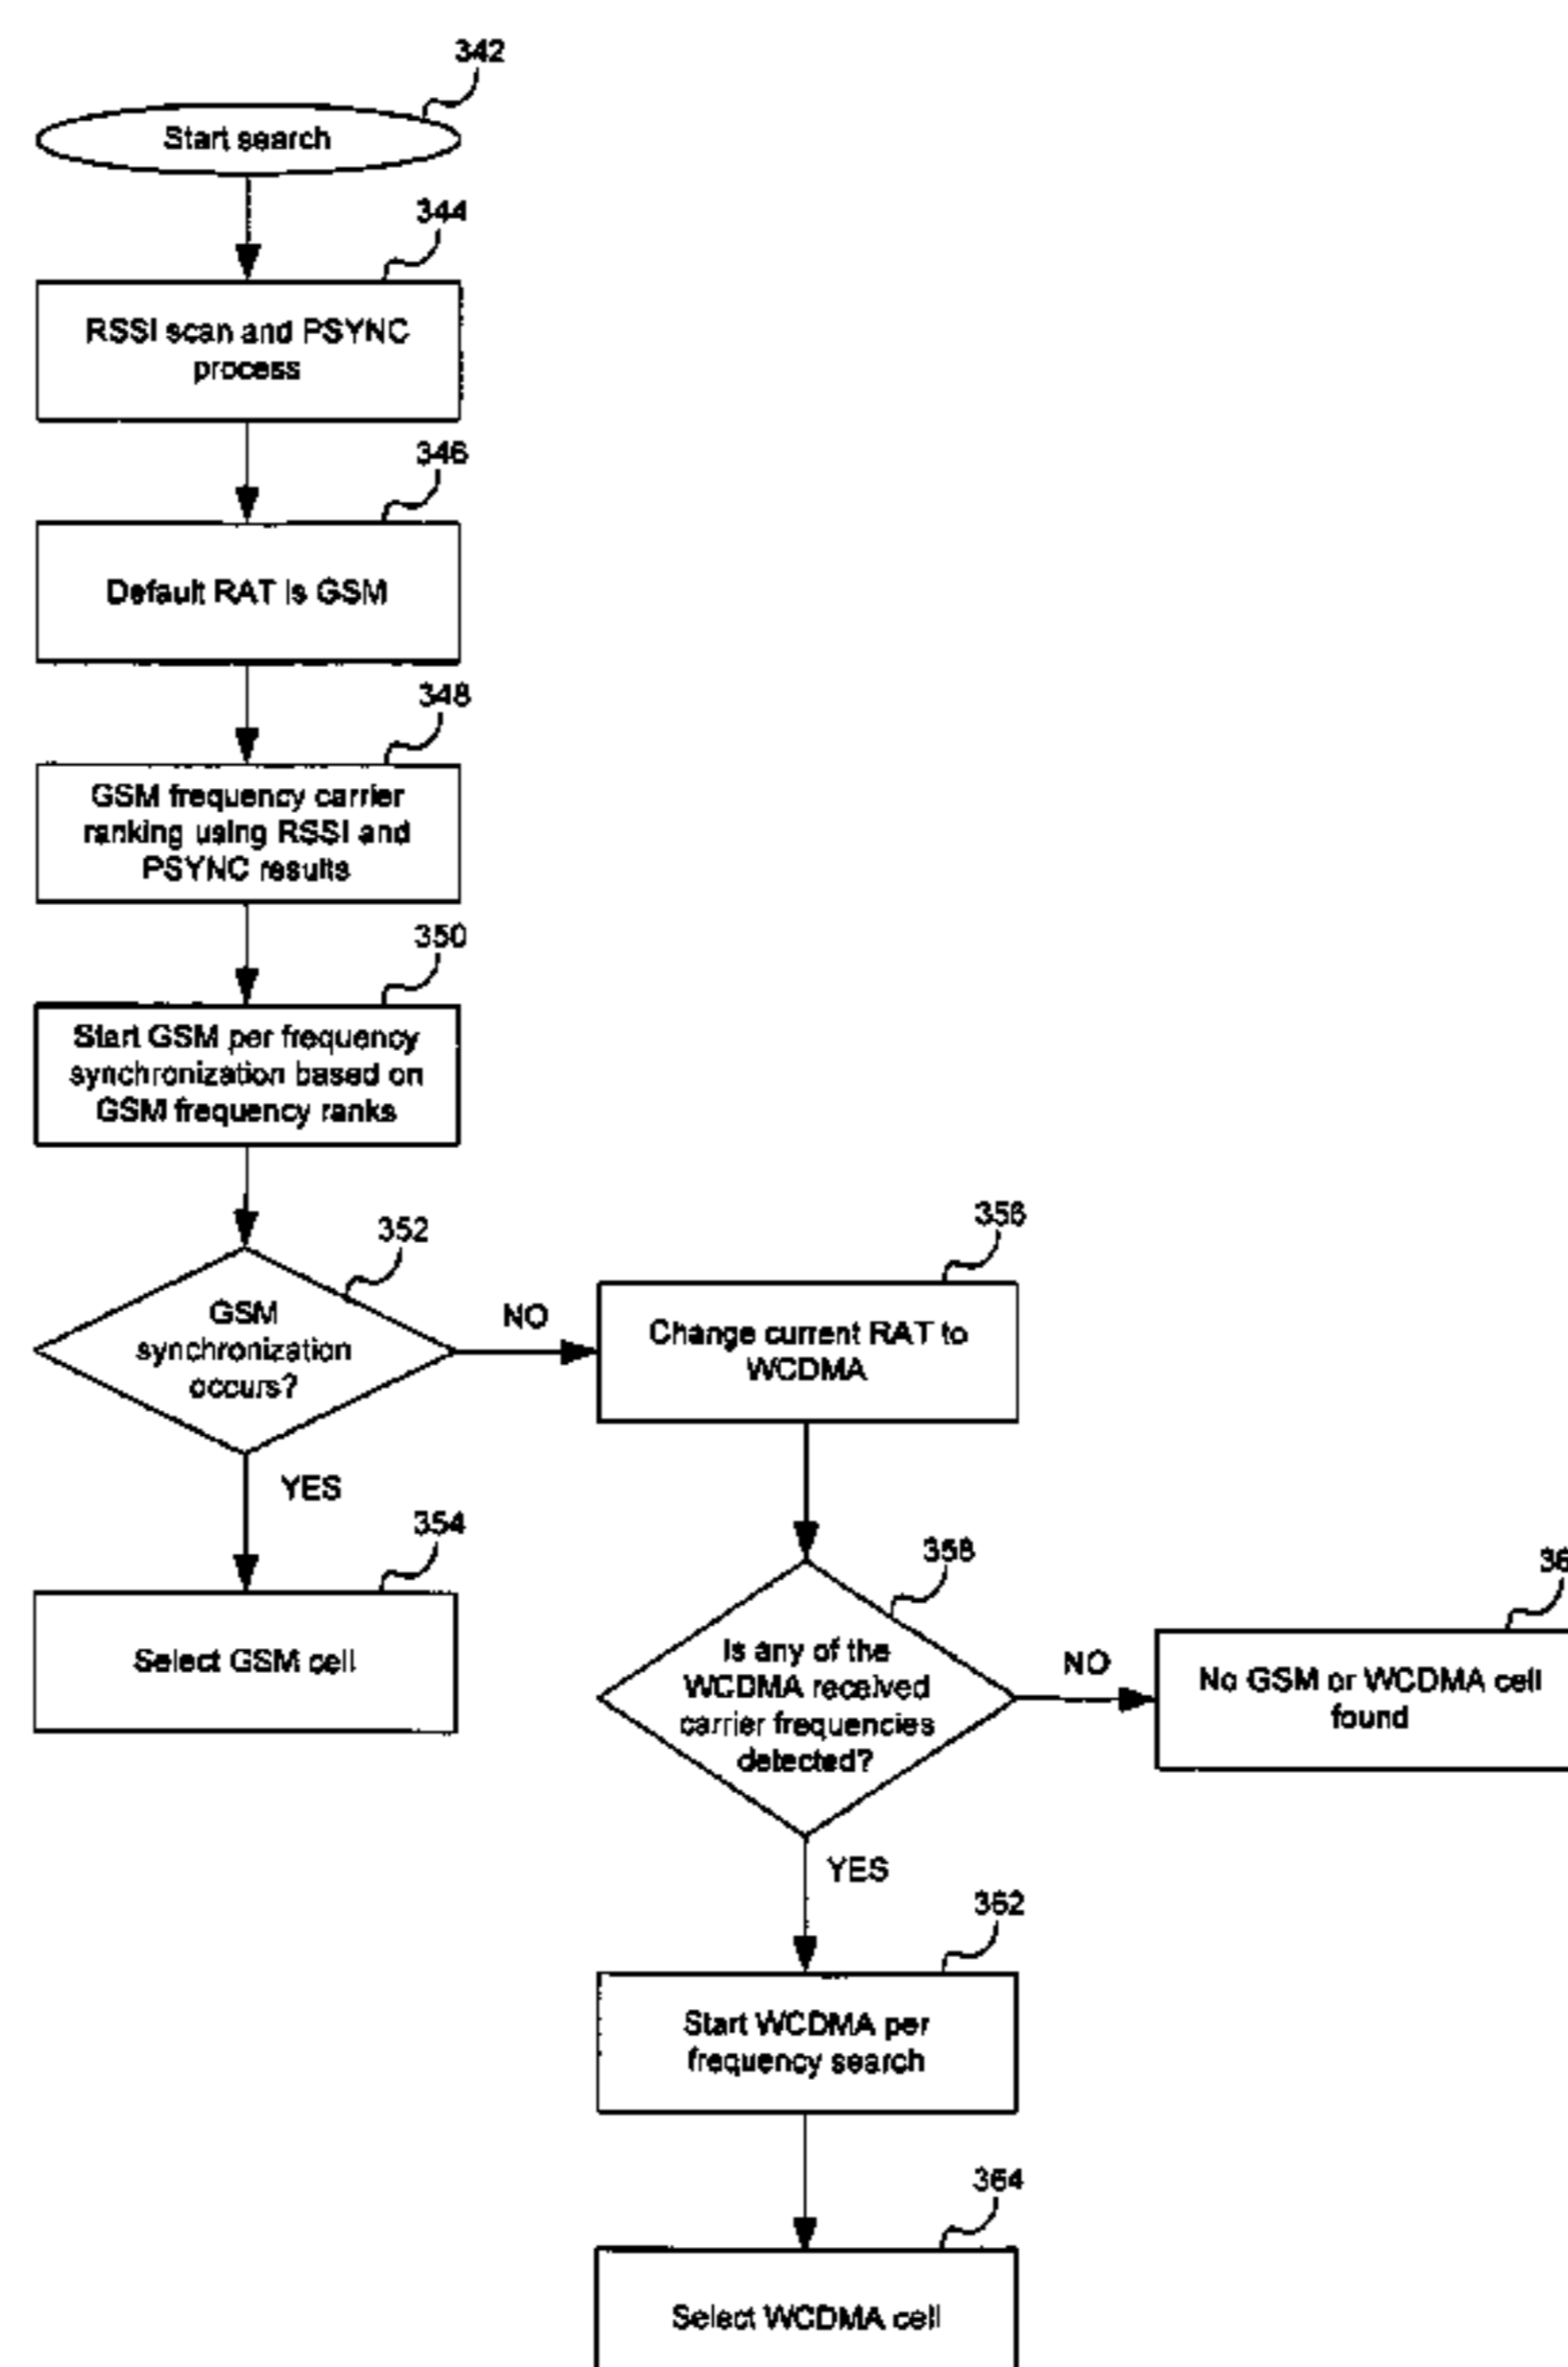 342
Start search
344
RSSI scan and PSYNC
process
346
Default RAT is GSM
348
GSM frequency carrier
ranking using RSSI and
PSYNC results
350
Start GSM per frequency
synchronization based on
GSM frequency ranks
352
GSM
synchronization
occurs?
NO
356
Change current RAT to
WCDMA
YES
354
Select GSM cell
358
Is any of the
WCDMA received
carrier frequencies
detected?
NO
No GSM or WCDMA cell
found
YES
362
Start WCDMA per
frequency search
364
Select WCDMA cell